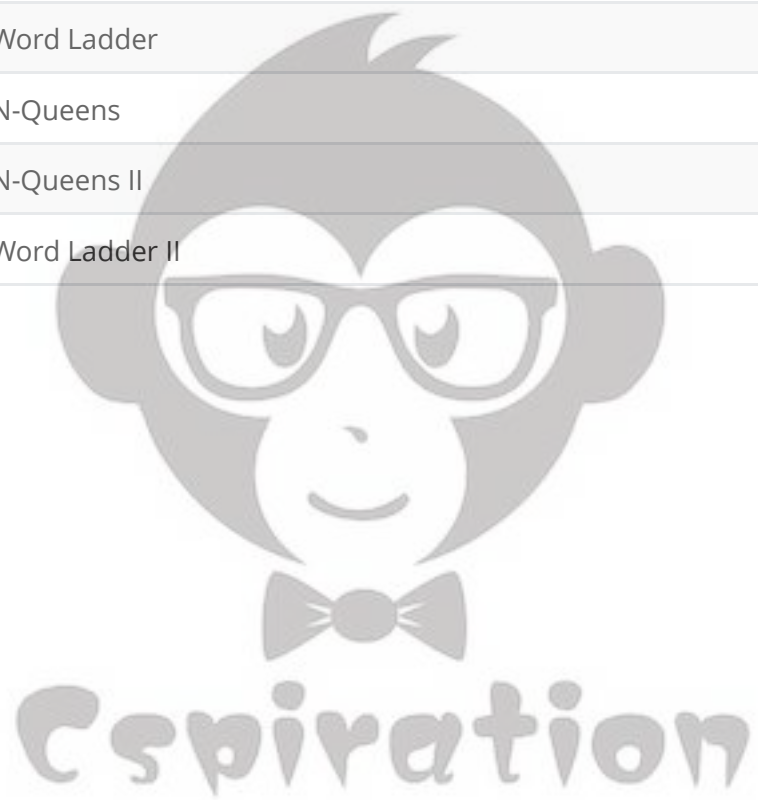 Word Ladder
N-Queens
N-Queens II
Word Ladder II
Cspiration